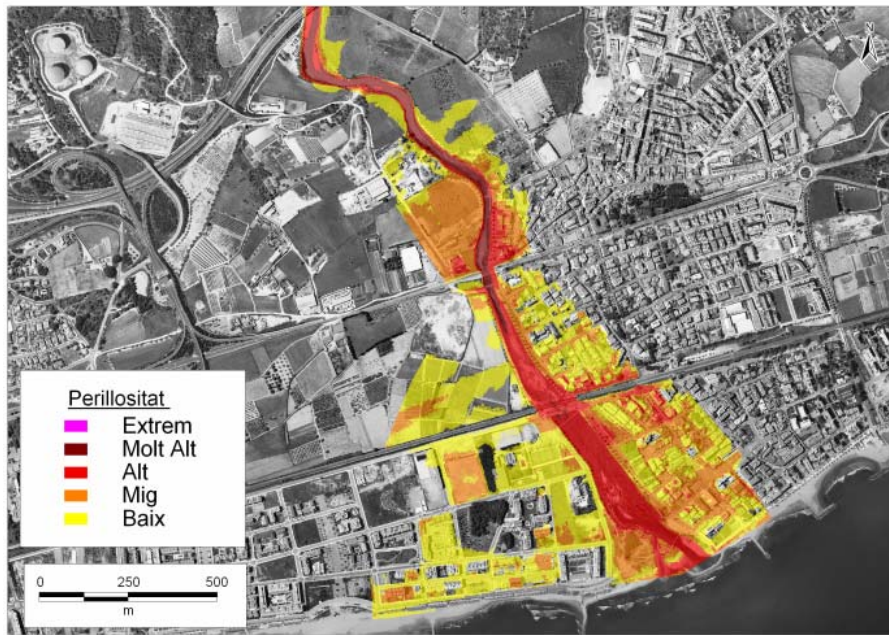 N
Perillositat
Extrem
Molt Alt
Alt
Mig
Baix
0 250 500
m